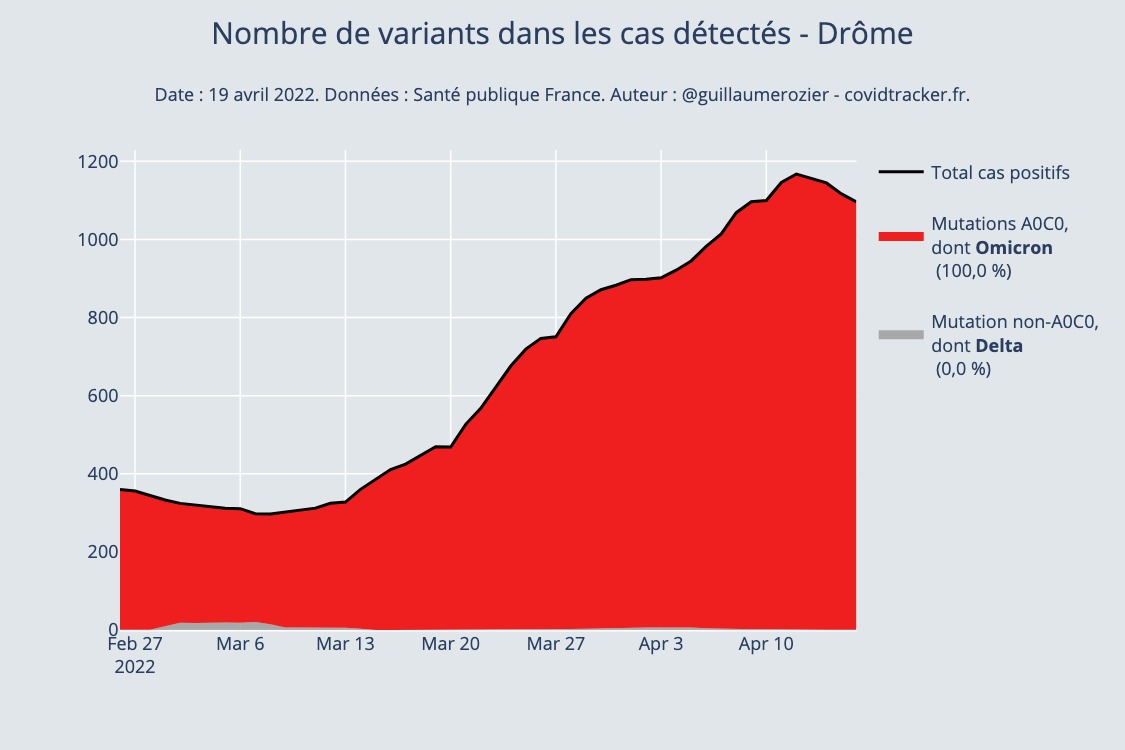 Nombre de variants dans les cas détectés - Drôme
Date : 19 avril 2022. Données : Santé publique France. Auteur : @guillaumerozier - covidtracker.fr.
1200
1000
800
600
400
200
0
Feb 27
2022
Mar 6
Mar 13
Mar 20
Mar 27
Apr 3
Apr 10
Total cas positifs
Mutations A0C0,
dont Omicron
(100,0 %)
Mutation non-A0C0,
dont Delta
(0,0 %)